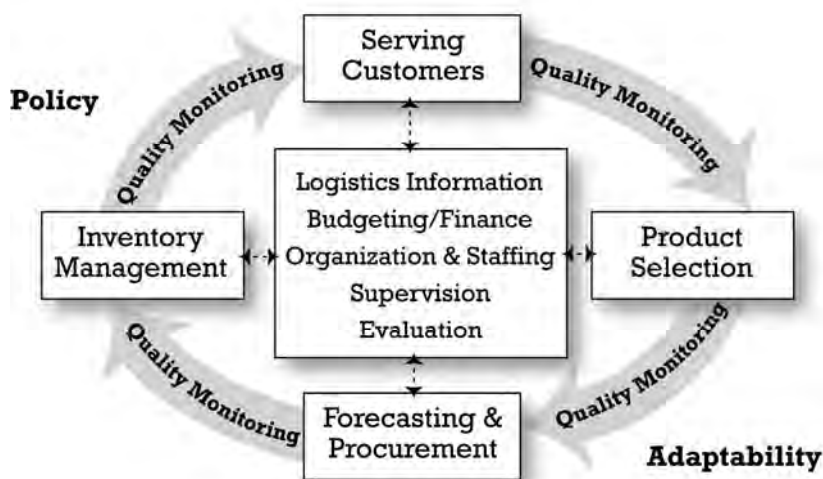 Serving
Customers
Quality Monitoring
Quality Monitoring
Policy
Logistics Information
Budgeting/Finance
Organization & Staffing
Supervision
Evaluation
Inventory
Management
Product
Selection
Quality Monitoring
Quality Monitoring
Forecasting &
Procurement
Adaptability